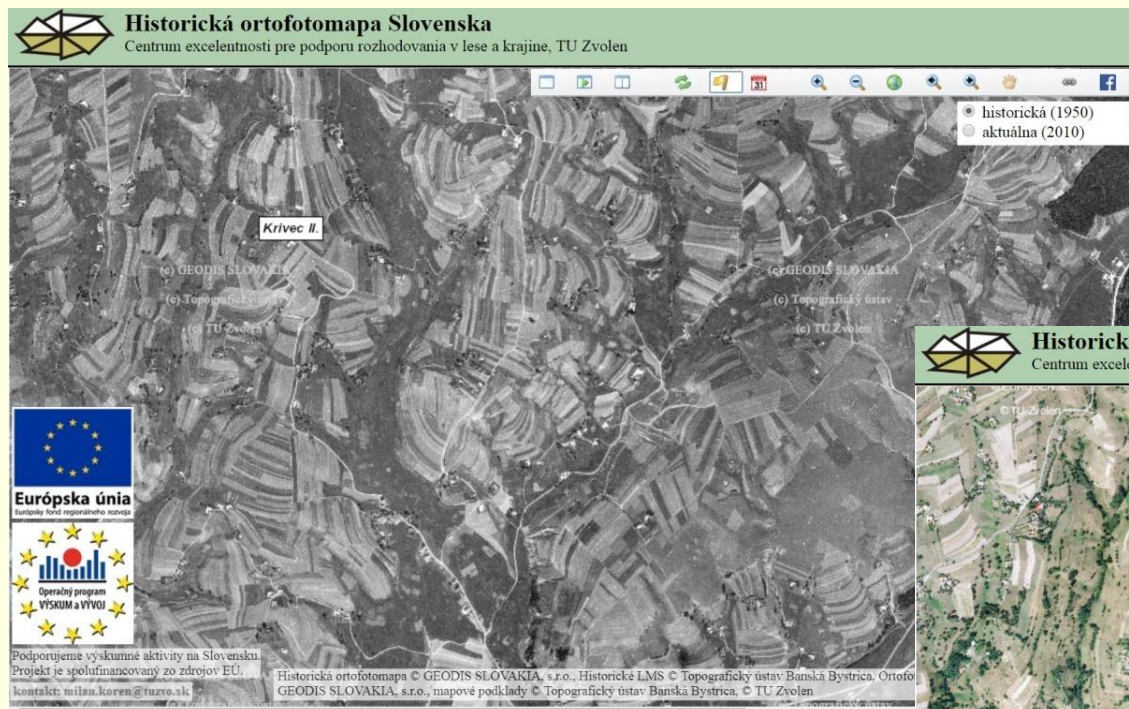 Historická ortofotomapa Slovenska
Centrum excelentnosti pre podporu rozhodovania v lese a krajine, TU Zvolen
31
historická (1950)
aktuálna (2010)
Krivec II.
(c) GEODIS SLOVAKIA
(c) GEODIS SLOVAKIA
(c) Topografický ústav
(c) Topografický ústav
(c) TU Zvolen
(c) TU Zvolen
Historick
Centrum excele
© TU Zvolen
Európska únia
Európsky fond regionálneho rozvoja
Operačný program
VÝSKUM a VÝVOJ
Podporujeme výskumné aktivity na Slovensku.
Projekt je spolufinancovaný zo zdrojov EÚ.
kontakt: milan.koren@tuzvo.sk
Historická ortofotomapa © GEODIS SLOVAKIA, s.r.o., Historické LMS © Topografický ústav Banská Bystrica, Ortofo
GEODIS SLOVAKIA, s.r.o., mapové podklady © Topografický ústav Banská Bystrica, © TU Zvolen